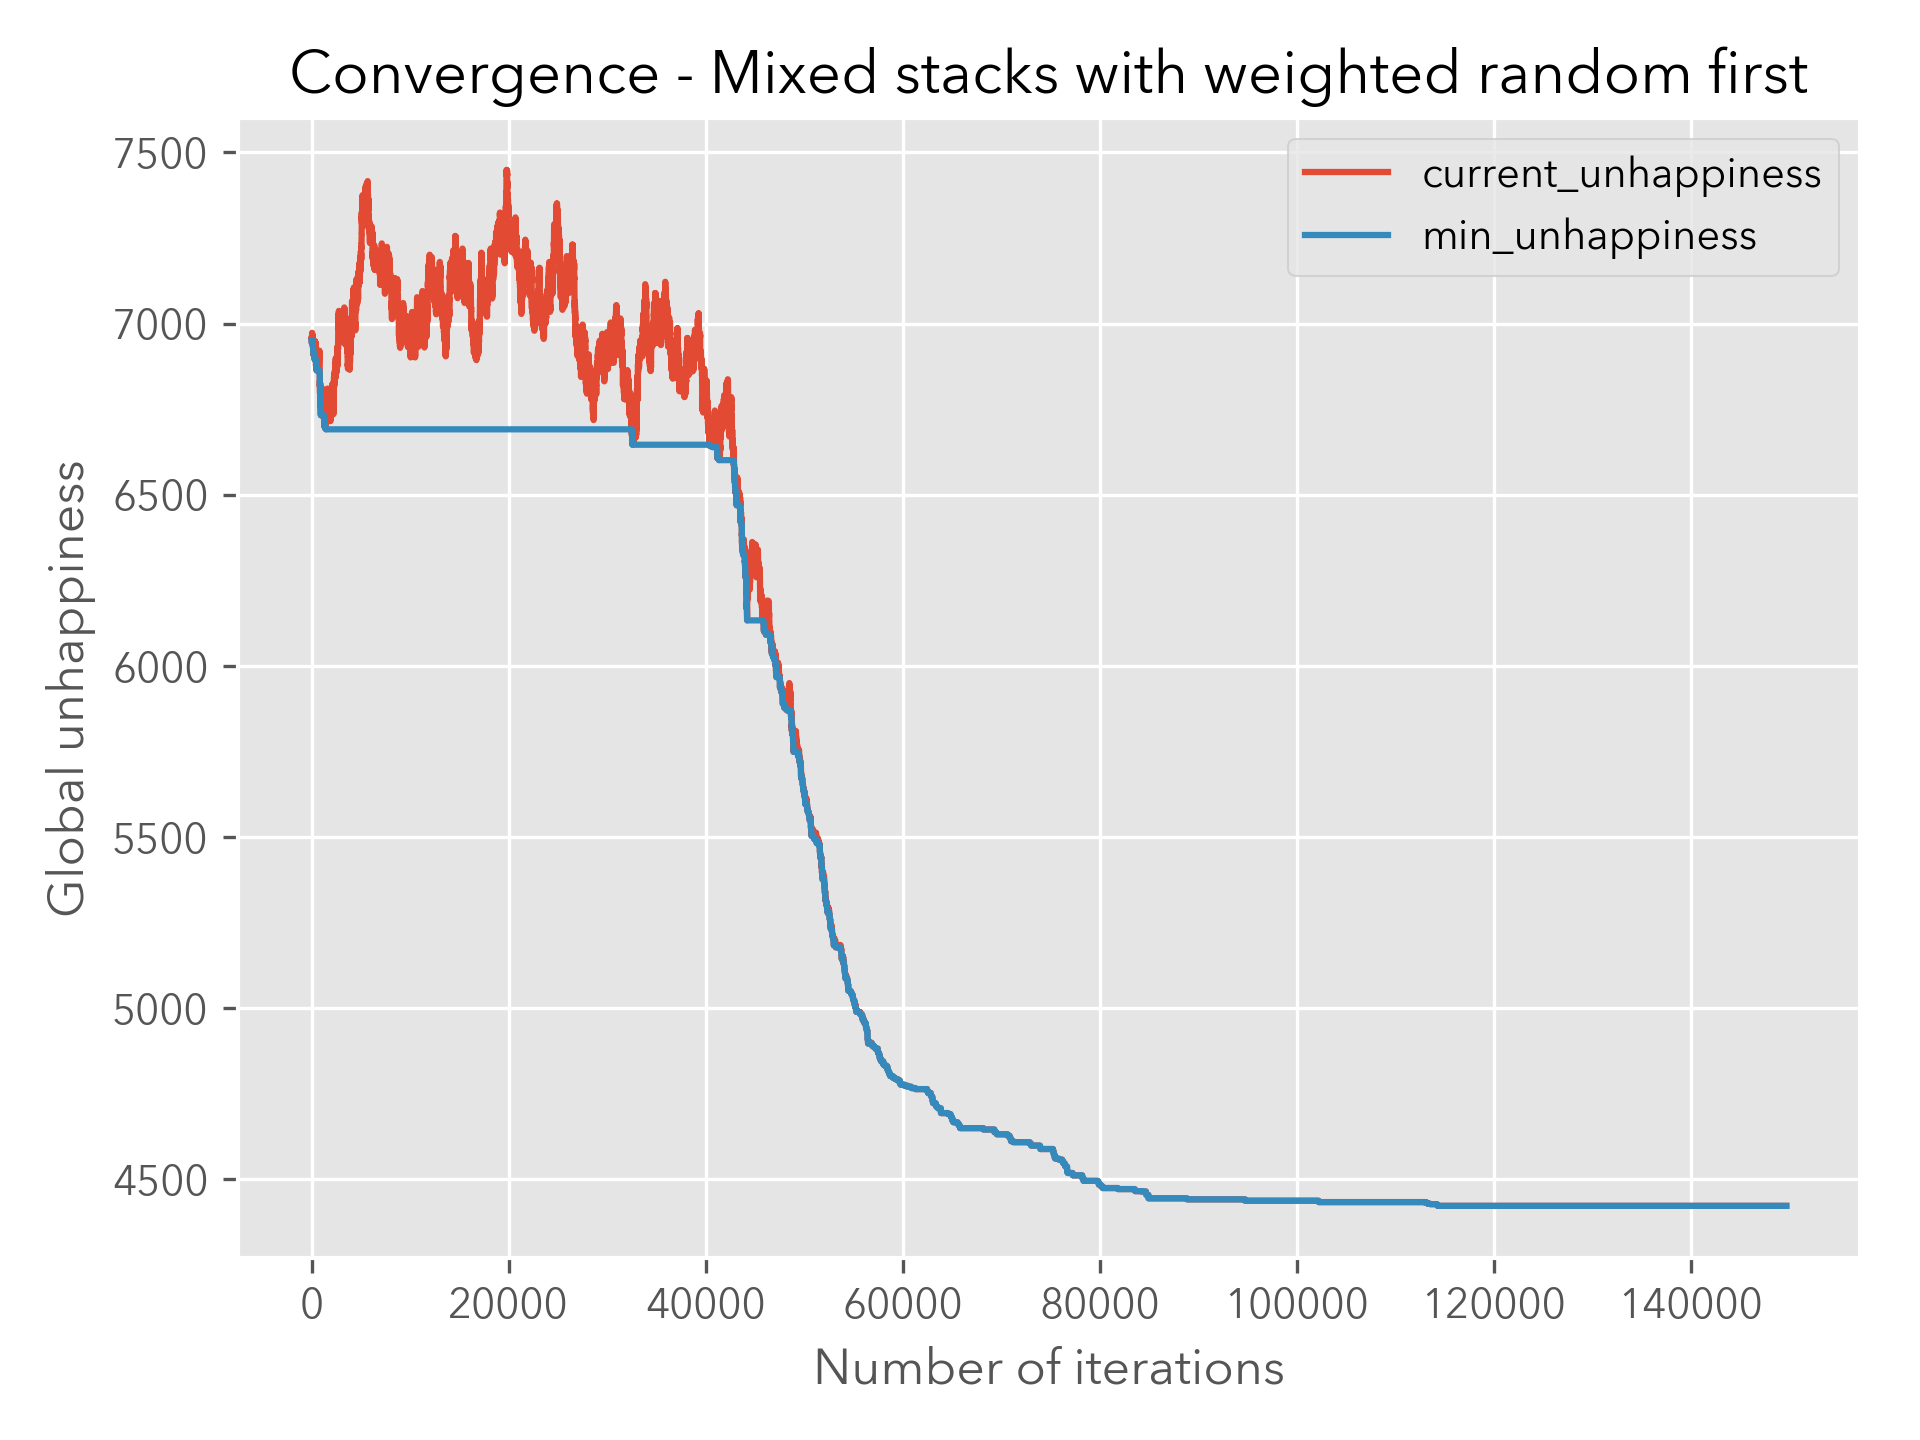 Convergence - Mixed stacks with weighted random first
current_unhappiness
min_unhappiness
7500
7000
6500
6000
5500
5000
4500
Global unhappiness
0 20000 40000 60000 80000 100000 120000 140000
Number of iterations